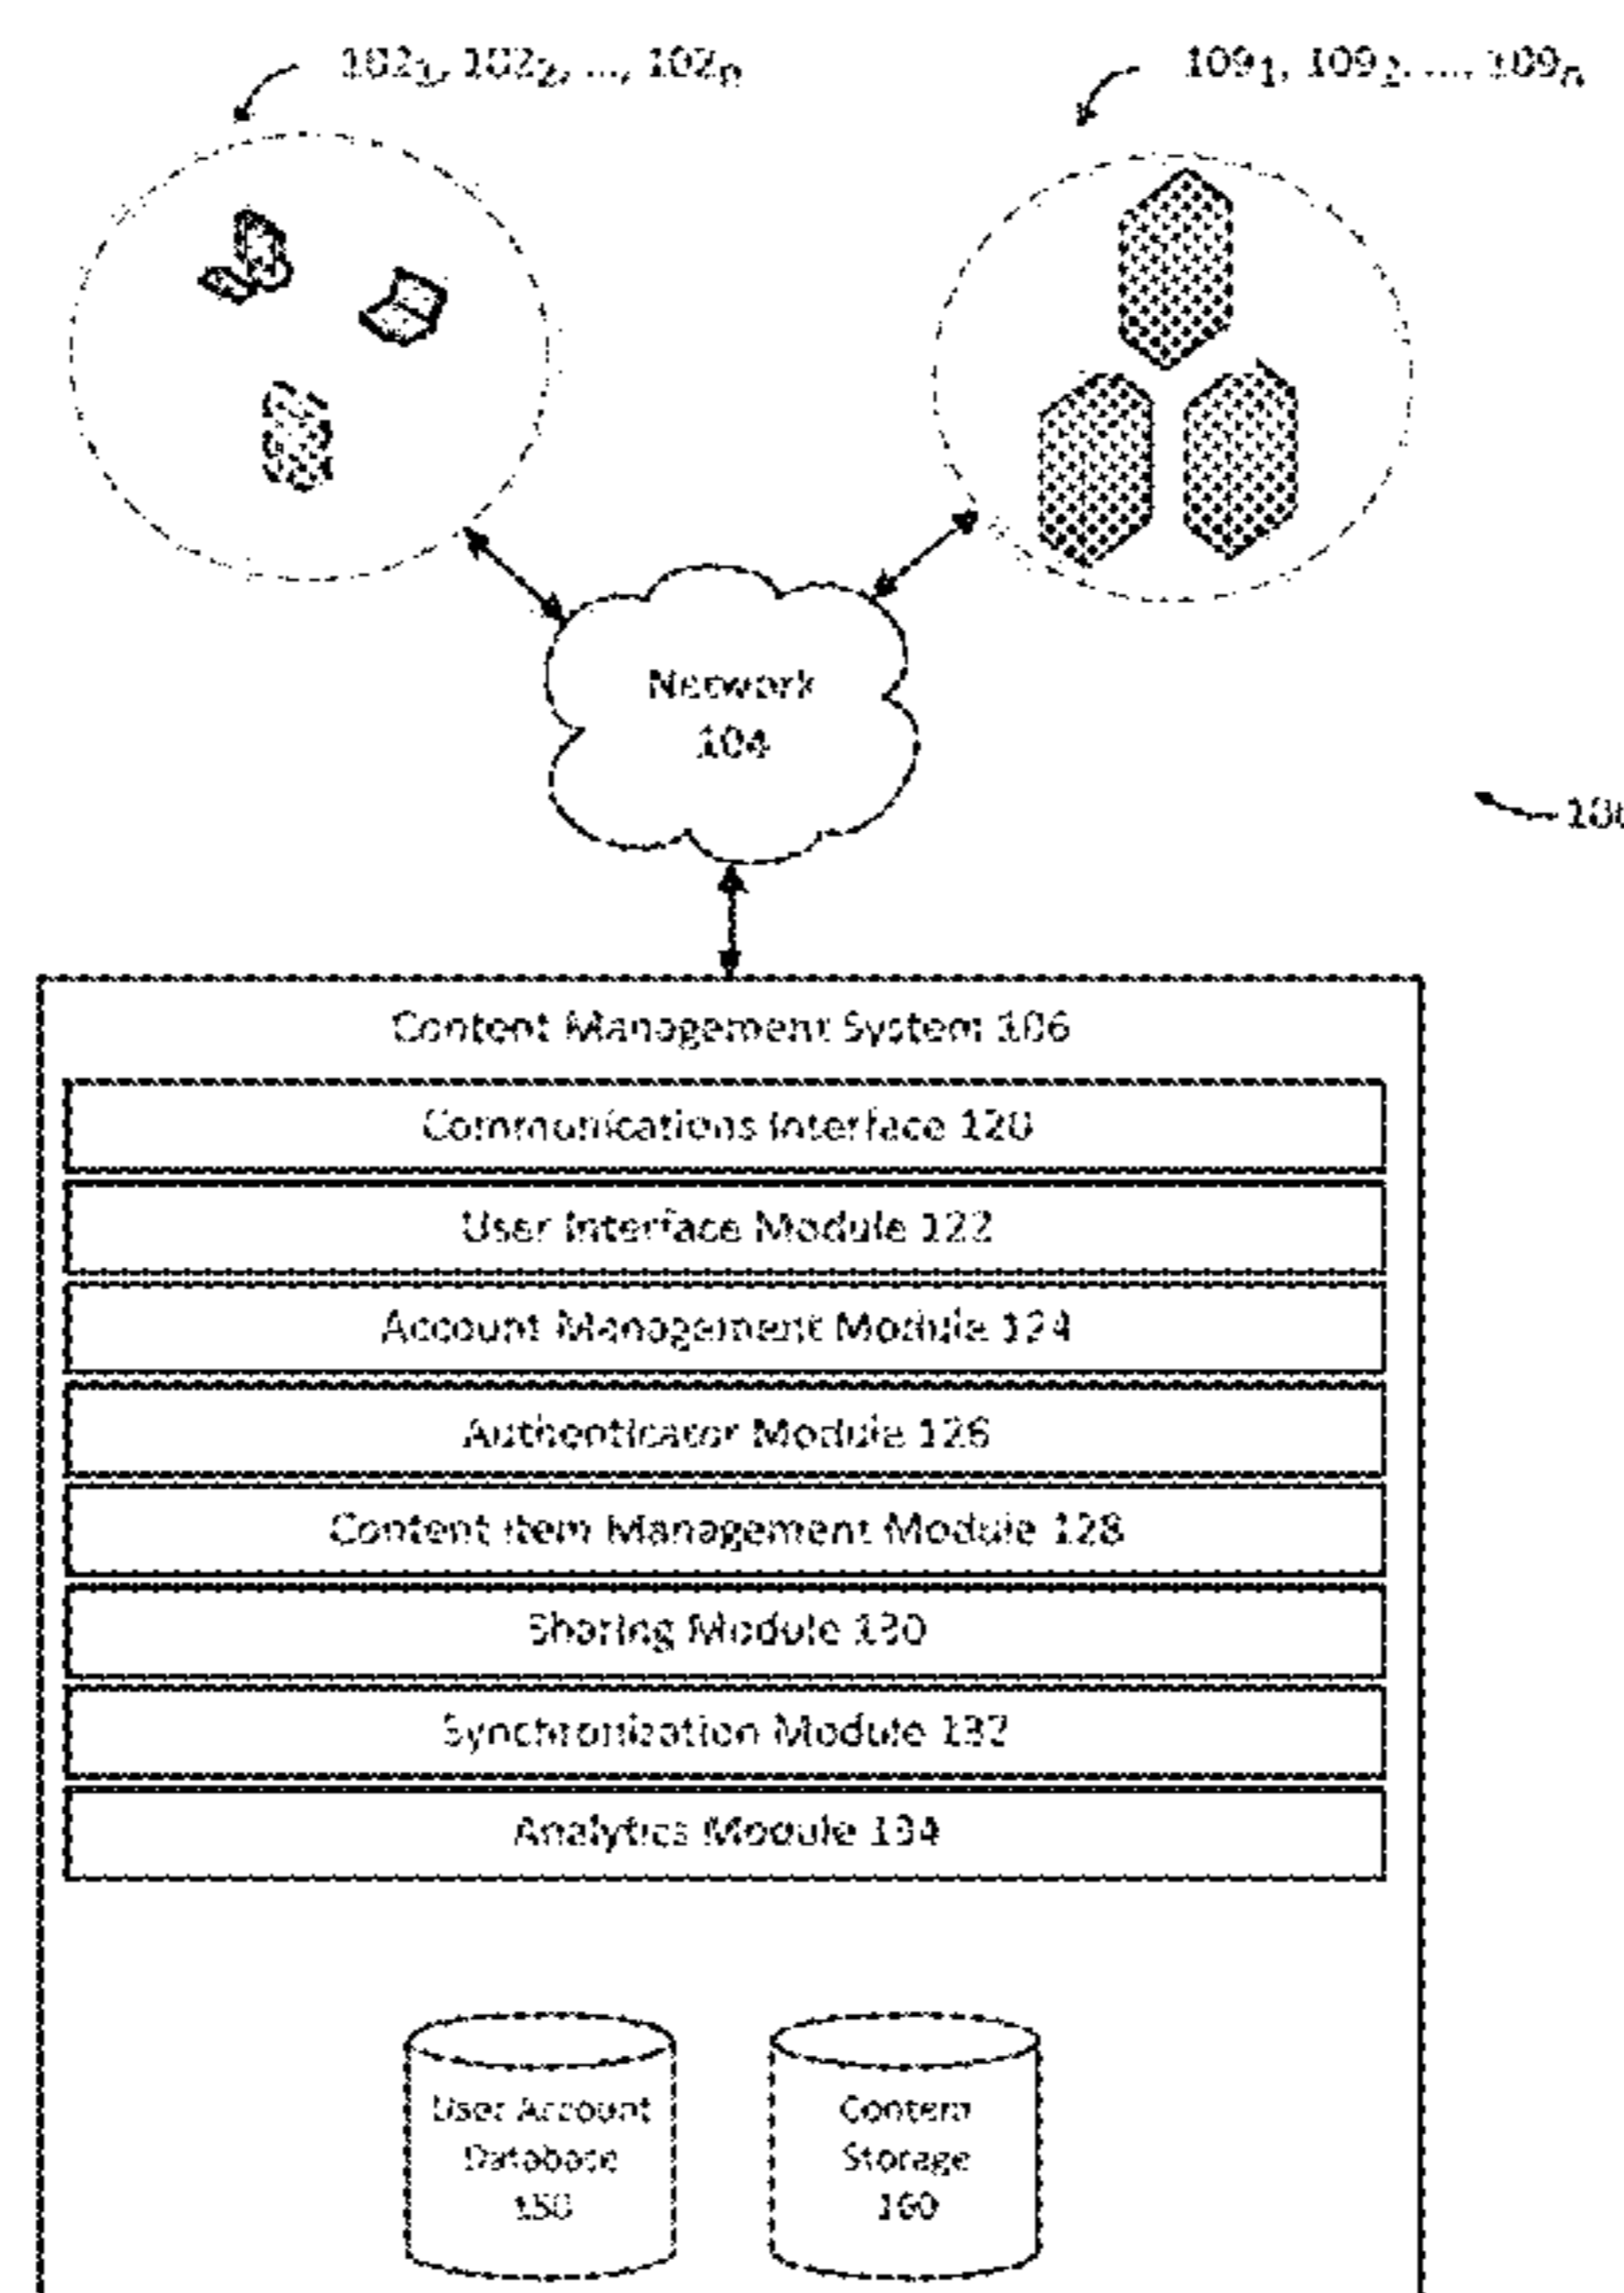 102₁, 102₂, ..., 102ₙ
109₁, 109₂, ..., 109ₙ
Network
104
Content Management System 106
Communications Interface 120
User Interface Module 122
Account Management Module 124
Authenticator Module 126
Content Item Management Module 128
Sharing Module 130
Synchronization Module 132
Analytics Module 134
User Account
Database
150
Content
Storage
160